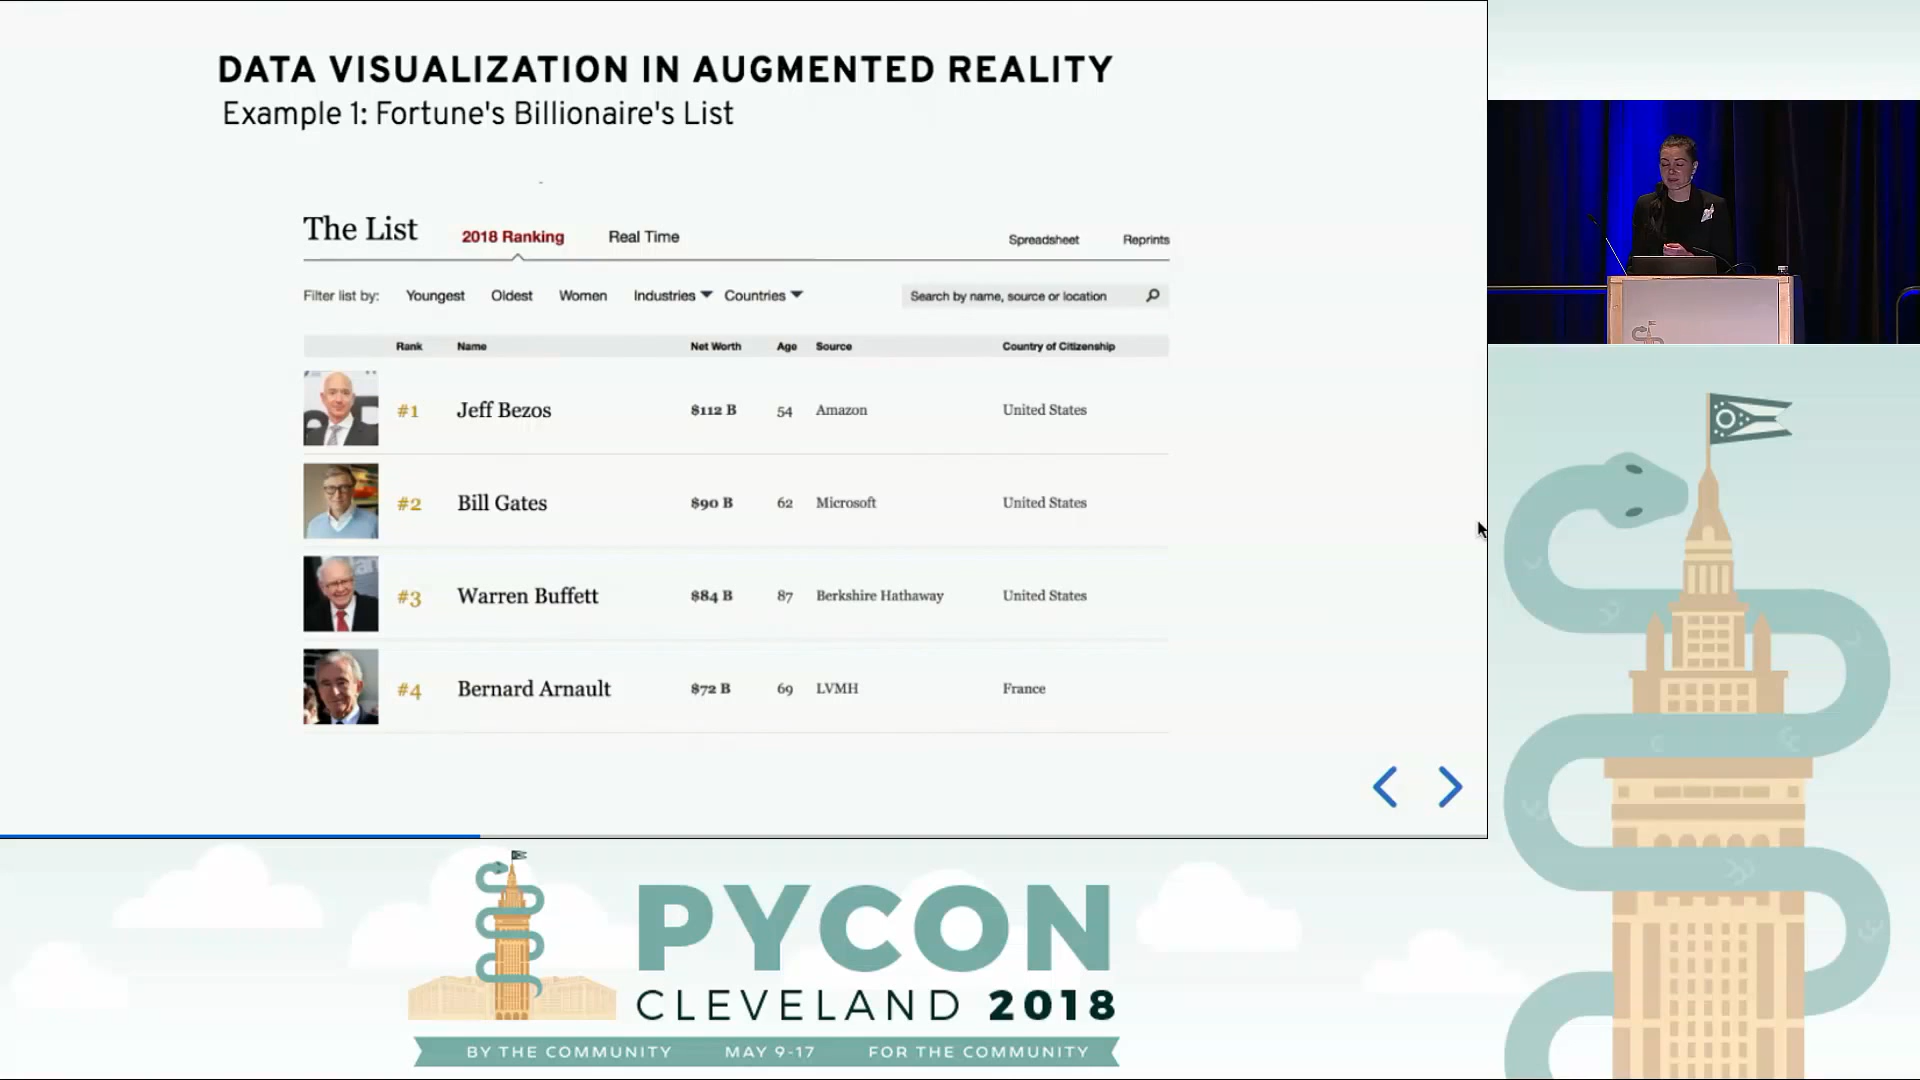 DATA VISUALIZATION IN AUGMENTED REALITY
Example 1: Fortune's Billionaire's List
The List 2018 Ranking Real Time Spreadsheet Reprints
Filter list by: Youngest Oldest Women Industries Countries Search by name, source or location
Rank Name Net Worth Age Source Country of Citizenship
#1 Jeff Bezos $112 B 54 Amazon United States
#2 Bill Gates $90 B 62 Microsoft United States
#3 Warren Buffett $84 B 87 Berkshire Hathaway United States
#4 Bernard Arnault $72 B 69 LVMH France
PYCON
CLEVELAND 2018
BY THE COMMUNITY MAY 9-17 FOR THE COMMUNITY